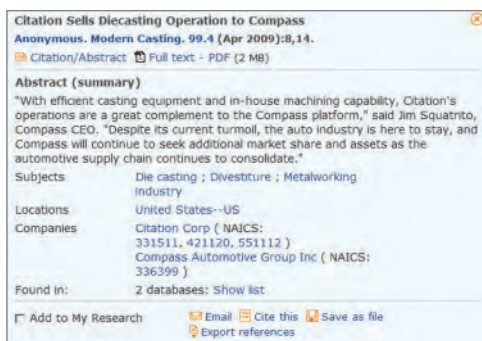 Citation Sells Diecasting Operation to Compass
Anonymous. Modern Casting. 99.4 (Apr 2009):8,14.
Citation/Abstract Full text - PDF (2 MB)
Abstract (summary)
"With efficient casting equipment and in-house machining capability, Citation's
operations are a great complement to the Compass platform," said Jim Squatrito,
Compass CEO. "Despite its current turmoil, the auto industry is here to stay, and
Compass will continue to seek additional market share and assets as the
automotive supply chain continues to consolidate."
Subjects Die casting ; Divestiture ; Metalworking
industry
Locations United States--US
Companies Citation Corp ( NAICS:
331511, 421120, 551112 )
Compass Automotive Group Inc ( NAICS:
336399 )
Found in: 2 databases: Show list
Add to My Research Email Cite this Save as file
Export references